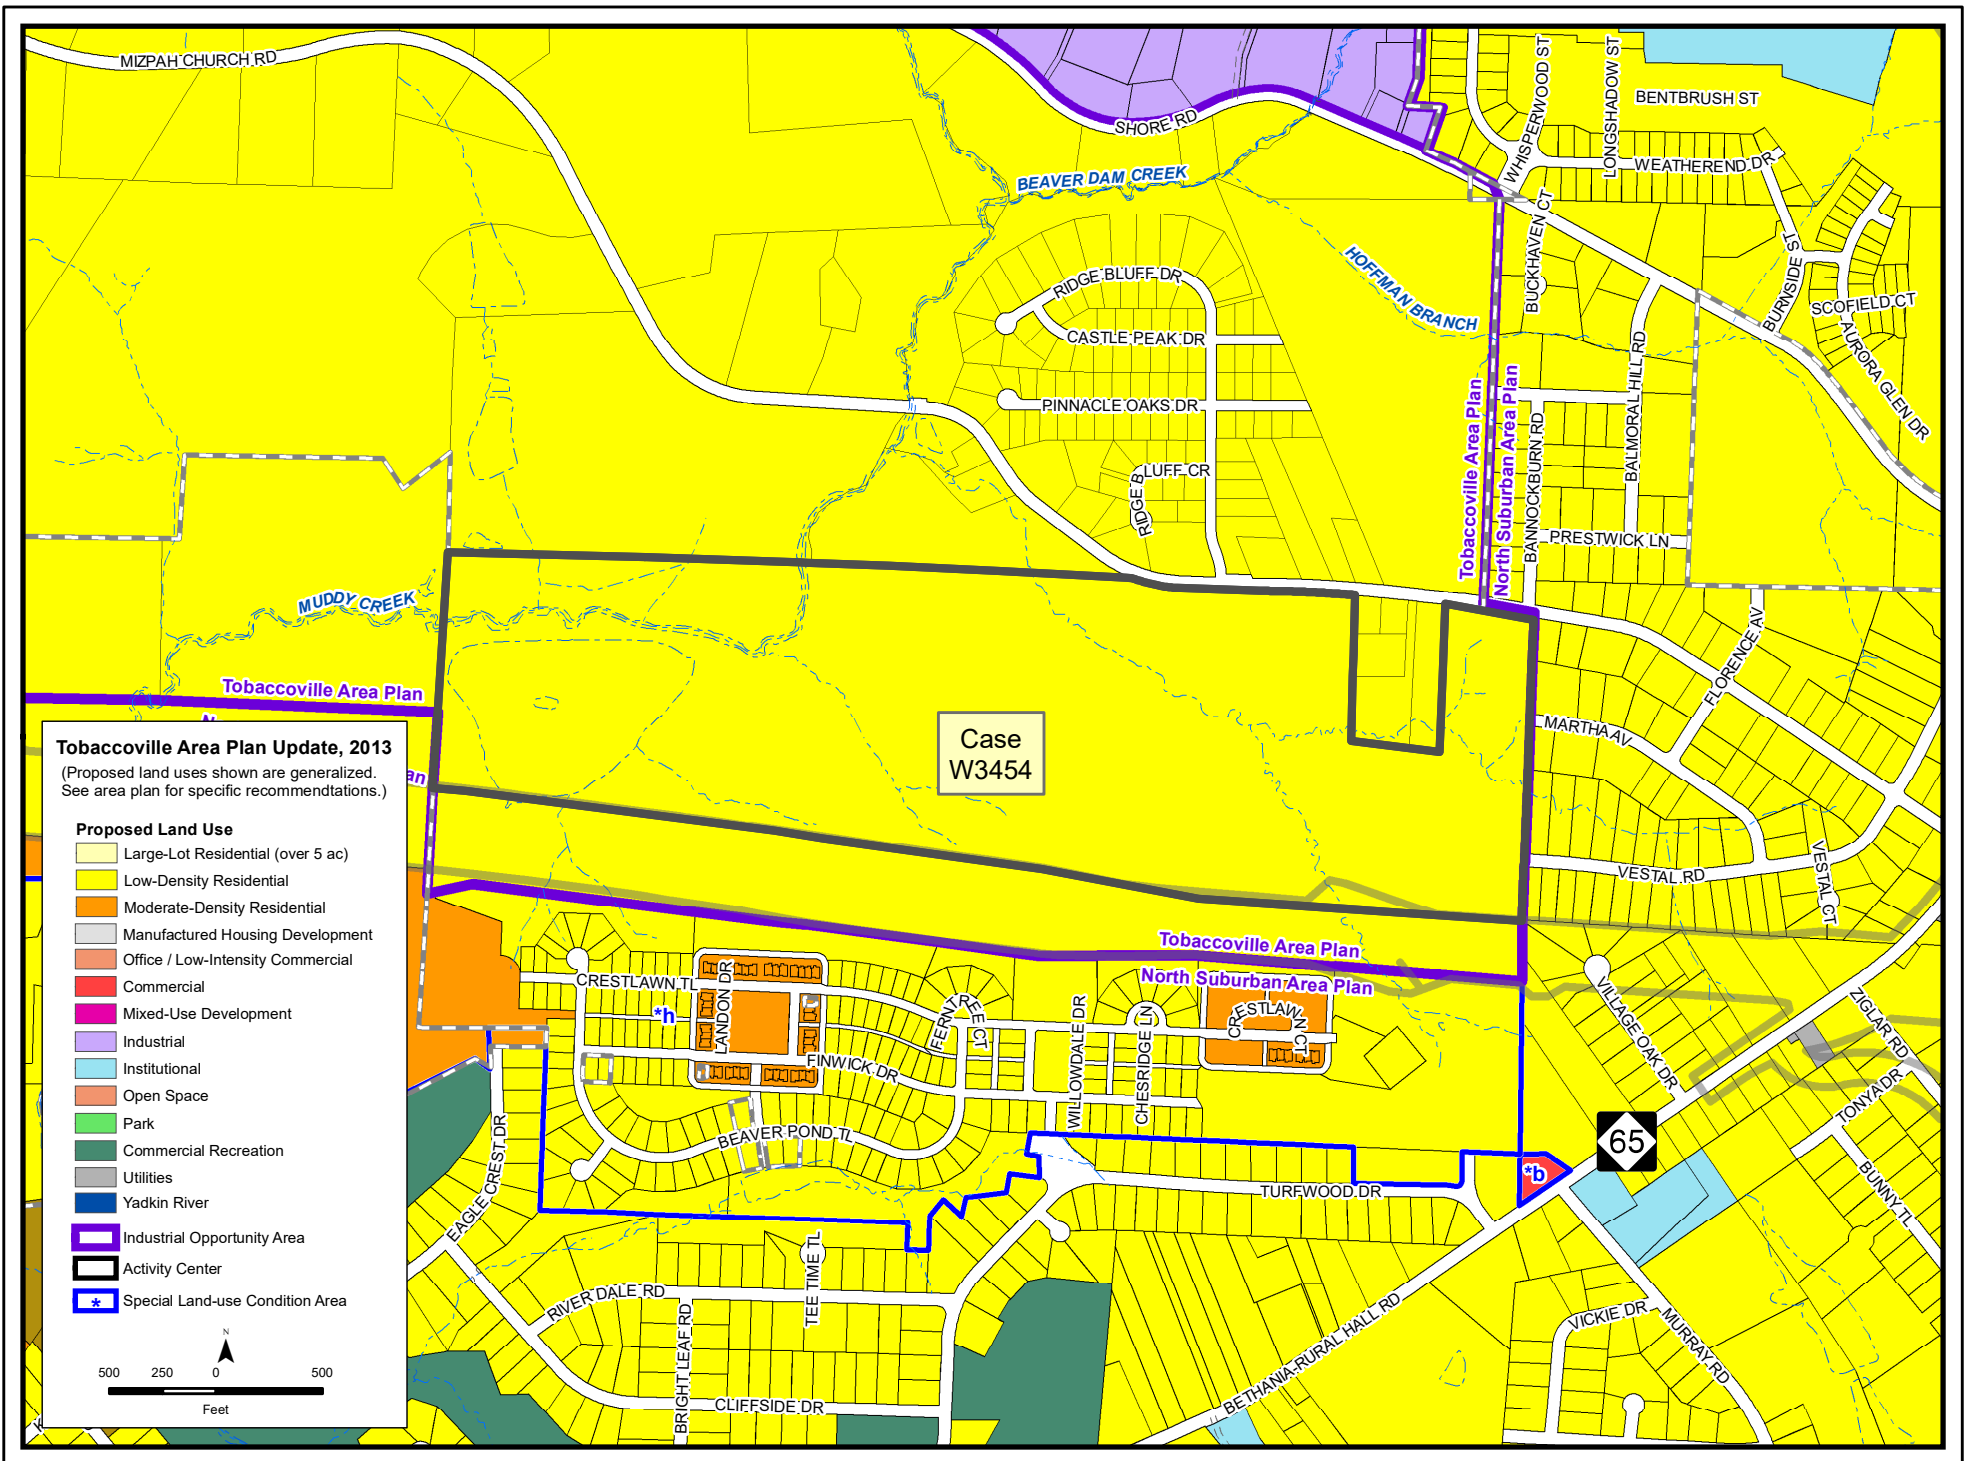 MIZPAH CHURCH RD
SHORE RD
BEAVER DAM CREEK
HOFFMAN BRANCH
WHISPERWOOD ST
LONGSHADOW ST
BENTBRUSH ST
WEATHEREND DR
BUCKHAVEN CT
BURNSIDE ST
SCOFIELD CT
AURORA GLEN DR
BALMORAL HILL RD
RIDGE BLUFF DR
CASTLE PEAK DR
PINNACLE OAKS DR
RIDGE BLUFF CR
Tobaccoville Area Plan
North Suburban Area Plan
BANNOCKBURN RD
PRESTWICK LN
MUDDY CREEK
FLORENCE AV
MARTHA AV
VESTAL RD
VESTAL CT
Tobaccoville Area Plan
Case
W3454
Tobaccoville Area Plan
North Suburban Area Plan
CRESTLAWN TL
*h
LANDON DR
FINWICK DR
FERNTREE CT
WILLOWDALE DR
CHESRIDGE LN
CRESTLAWN CT
BEAVER POND TL
EAGLE CREST DR
VILLAGE OAK DR
ZIGLAR RD
TONYA DR
BUNNY TL
65
*b
TURFWOOD DR
TEE TIME TL
RIVER DALE RD
BRIGHT LEAF RD
CLIFFSIDE DR
BETHANIA-RURAL HALL RD
VICKIE DR
MURRAY RD
an
Tobaccoville Area Plan Update, 2013
(Proposed land uses shown are generalized.
See area plan for specific recommendtations.)
Proposed Land Use
Large-Lot Residential (over 5 ac)
Low-Density Residential
Moderate-Density Residential
Manufactured Housing Development
Office / Low-Intensity Commercial
Commercial
Mixed-Use Development
Industrial
Institutional
Open Space
Park
Commercial Recreation
Utilities
Yadkin River
Industrial Opportunity Area
Activity Center
* Special Land-use Condition Area
N
500 250 0 500
Feet